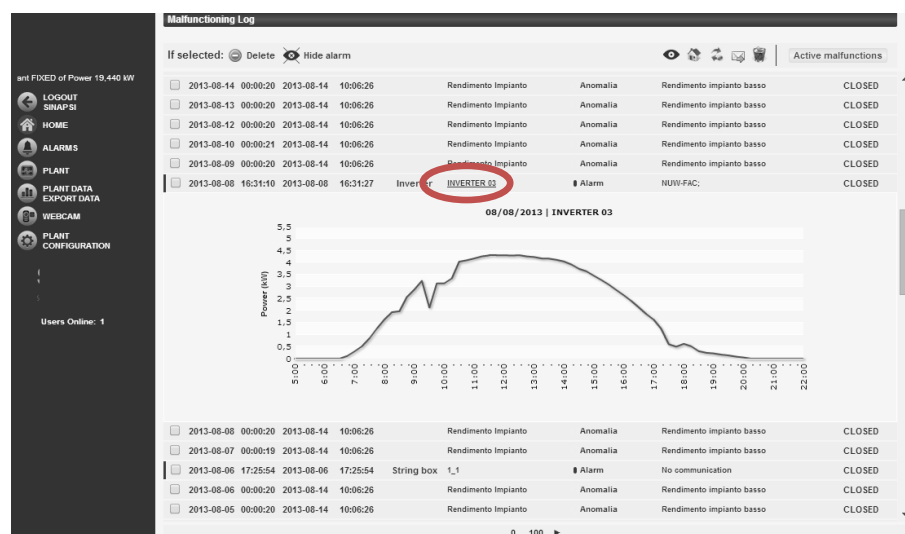 Malfunctioning Log
If selected: Delete Hide alarm Active malfunctions
ant FIXED of Power 19,440 kW
LOGOUT
SINAPSI
HOME
ALARMS
PLANT
PLANT DATA
EXPORT DATA
WEBCAM
PLANT
CONFIGURATION
Users Online: 1
2013-08-14 00:00:20 2013-08-14 10:06:26 Rendimento Impianto Anomalia Rendimento impianto basso CLOSED
2013-08-13 00:00:20 2013-08-14 10:06:26 Rendimento Impianto Anomalia Rendimento impianto basso CLOSED
2013-08-12 00:00:20 2013-08-14 10:06:26 Rendimento Impianto Anomalia Rendimento impianto basso CLOSED
2013-08-10 00:00:21 2013-08-14 10:06:26 Rendimento Impianto Anomalia Rendimento impianto basso CLOSED
2013-08-09 00:00:20 2013-08-14 10:06:26 Rendimento Impianto Anomalia Rendimento impianto basso CLOSED
2013-08-08 16:31:10 2013-08-08 16:31:27 Inverter INVERTER 03 Alarm NUW-FAC; CLOSED
08/08/2013 | INVERTER 03
5,5
5
4,5
4
3,5
3
2,5
2
1,5
1
0,5
0
Power (kW)
5:00 6:00 7:00 8:00 9:00 10:00 11:00 12:00 13:00 14:00 15:00 16:00 17:00 18:00 19:00 20:00 21:00 22:00
2013-08-08 00:00:20 2013-08-14 10:06:26 Rendimento Impianto Anomalia Rendimento impianto basso CLOSED
2013-08-07 00:00:19 2013-08-14 10:06:26 Rendimento Impianto Anomalia Rendimento impianto basso CLOSED
2013-08-06 17:25:54 2013-08-06 17:25:54 String box 1_1 Alarm No communication CLOSED
2013-08-06 00:00:20 2013-08-14 10:06:26 Rendimento Impianto Anomalia Rendimento impianto basso CLOSED
2013-08-05 00:00:20 2013-08-14 10:06:26 Rendimento Impianto Anomalia Rendimento impianto basso CLOSED
0 100